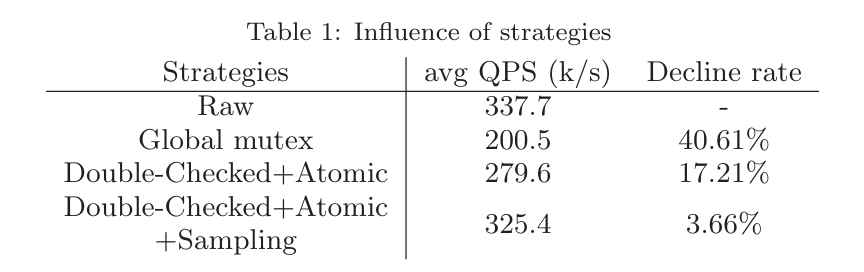 Table 1: Influence of strategies
Strategies avg QPS (k/s) Decline rate
Raw 337.7 -
Global mutex 200.5 40.61%
Double-Checked+Atomic 279.6 17.21%
Double-Checked+Atomic
+Sampling 325.4 3.66%